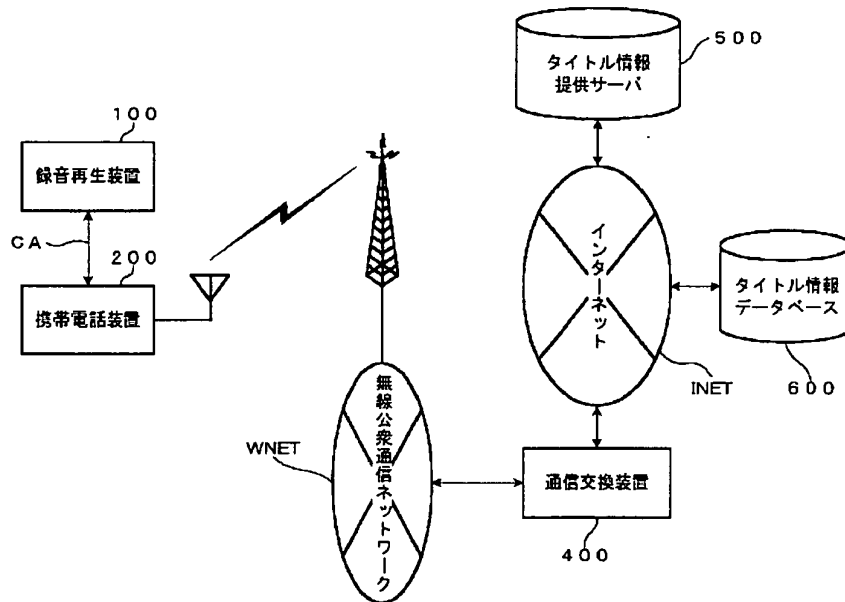 ５００
タイトル情報
提供サーバ
１００
録音再生装置
ＣＡ
２００
携帯電話装置
インターネット
タイトル情報
データベース
６００
INET
無線公衆通信ネットワーク
WNET
通信交換装置
４００